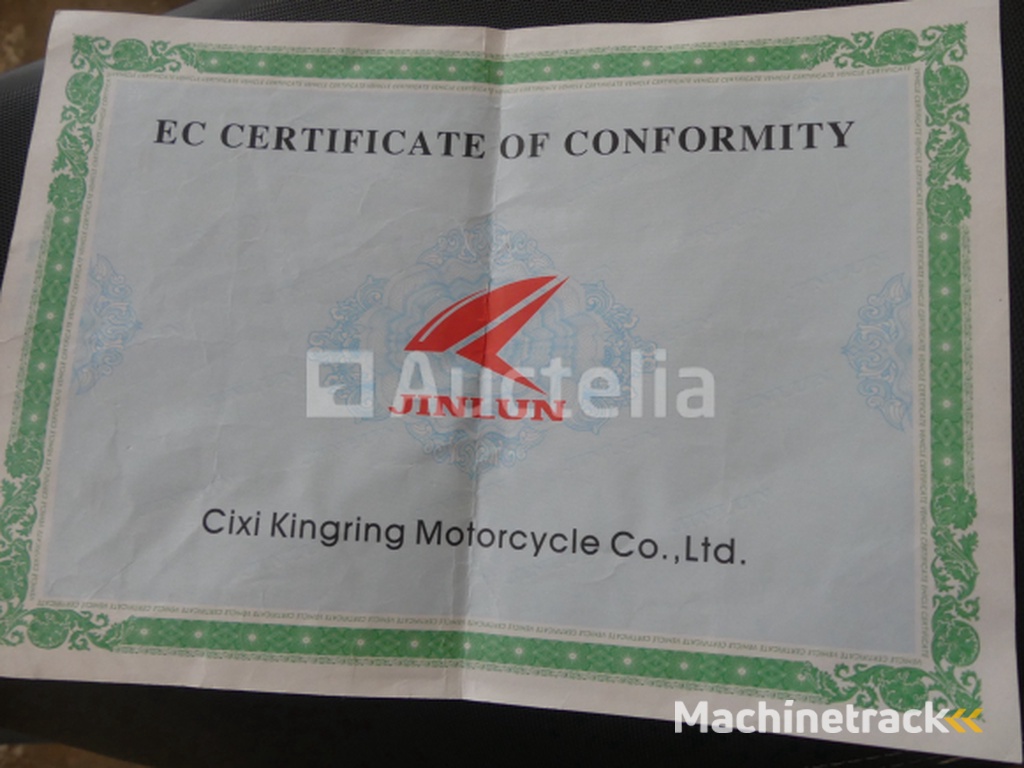 EC CERTIFICATE OF CONFORMITY
Auctelia
JINLUN
Cixi Kingring Motorcycle Co.,Ltd.
Machinetrack